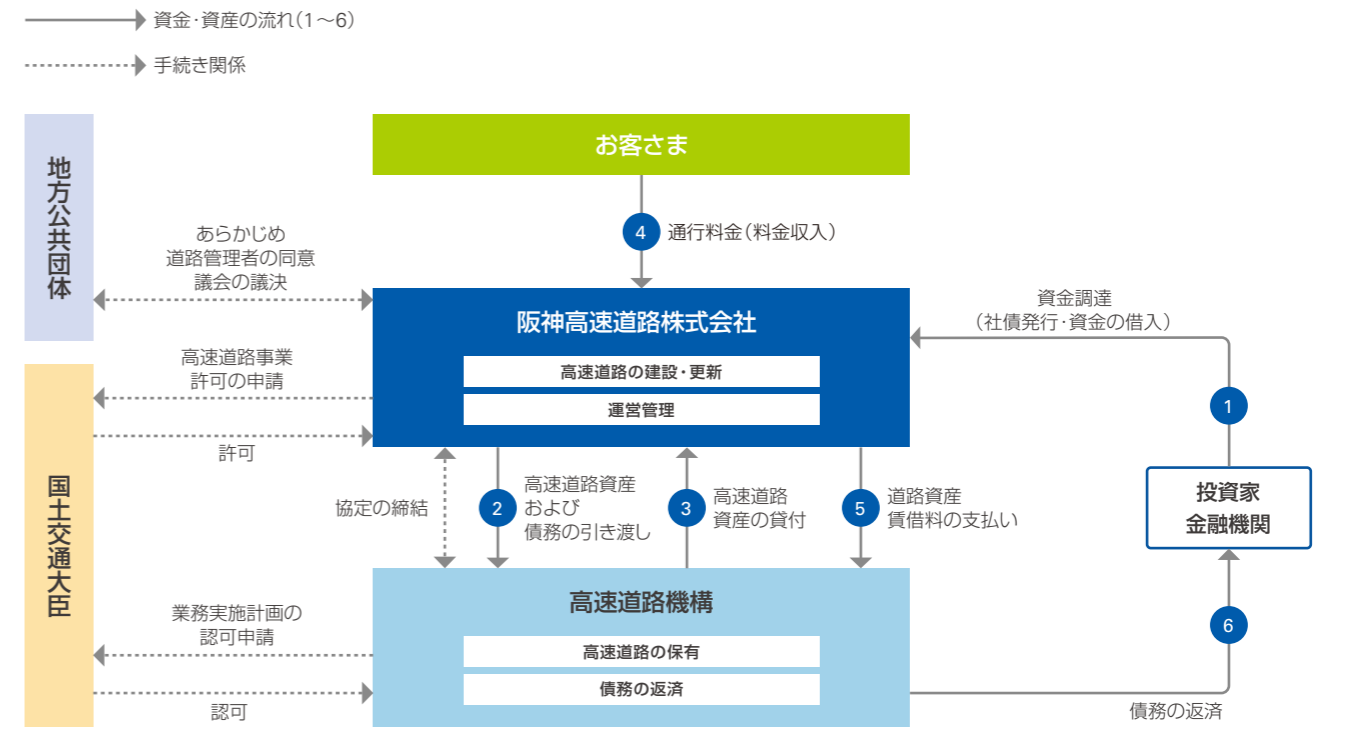 資金・資産の流れ(1～6)
手続き関係
地方公共団体
お客さま
4
通行料金(料金収入)
あらかじめ
道路管理者の同意
議会の議決
阪神高速道路株式会社
高速道路の建設・更新
運営管理
資金調達
(社債発行・資金の借入)
1
高速道路事業
許可の申請
許可
国土交通大臣
協定の締結
2
高速道路資産
および
債務の引き渡し
3
高速道路
資産の貸付
5
道路資産
賃借料の支払い
投資家
金融機関
高速道路機構
高速道路の保有
債務の返済
業務実施計画の
認可申請
認可
6
債務の返済